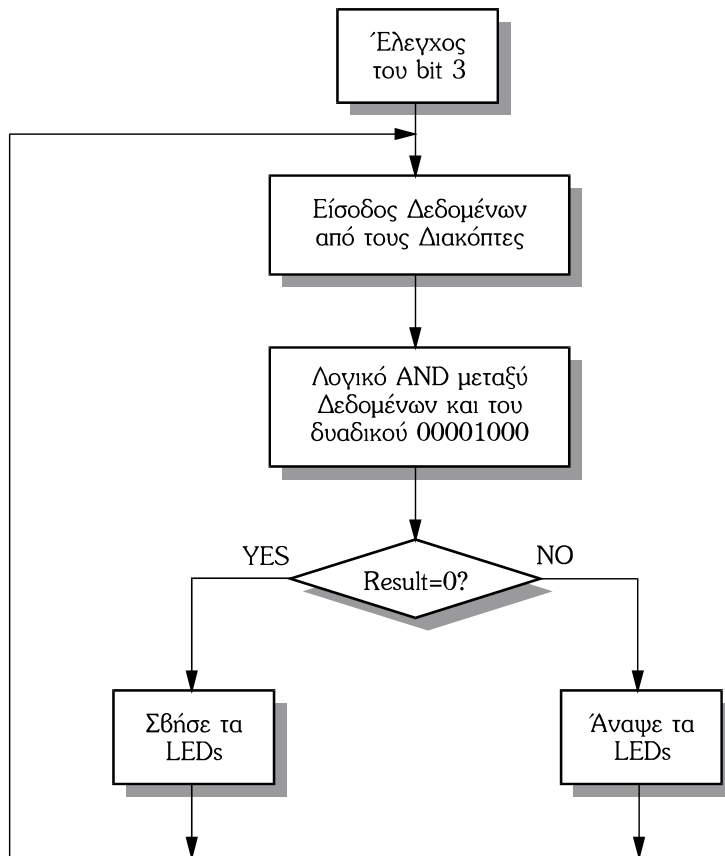 Έλεγχος
του bit 3
Είσοδος Δεδομένων
από τους Διακόπτες
Λογικό AND μεταξύ
Δεδομένων και του
δυαδικού 00001000
YES
NO
Result=0?
Σβήσε τα
LEDs
Άναψε τα
LEDs